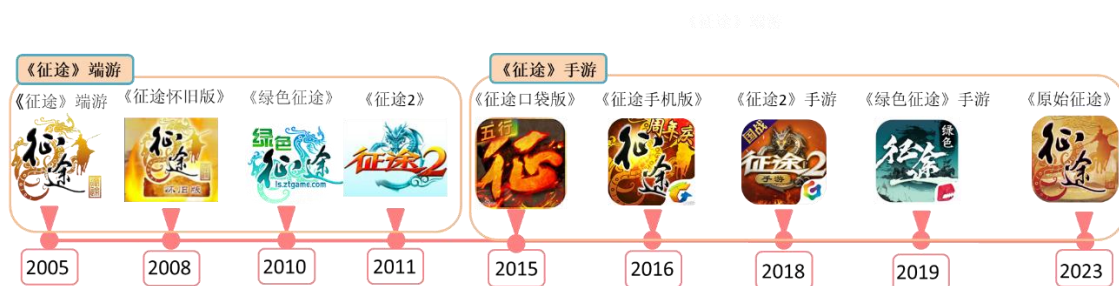 《征途》端游
《征途》手游
《征途》端游
《征途怀旧版》
《绿色征途》
《征途2》
《征途口袋版》
《征途手机版》
《征途2》手游
《绿色征途》手游
《原始征途》
征途
征途
怀旧版
绿色
征途
ls.ztgame.com
征途2
五行
征
周年庆
征途
国战
征途2
手游
绿色
征途
征途
2005
2008
2010
2011
2015
2016
2018
2019
2023